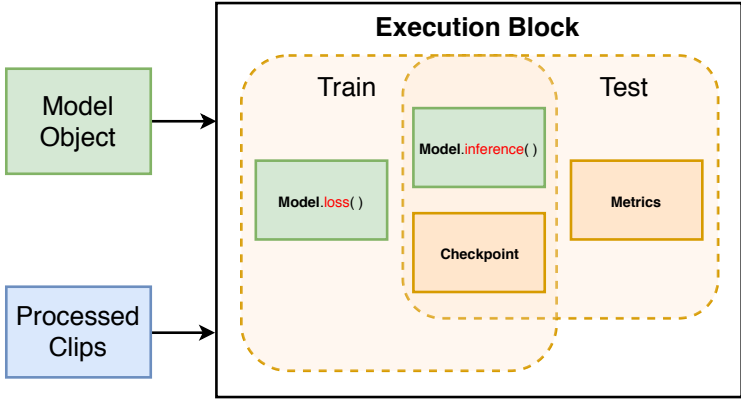 Execution Block
Train
Test
Model
Object
Model.inference( )
Model.loss( )
Metrics
Checkpoint
Processed
Clips